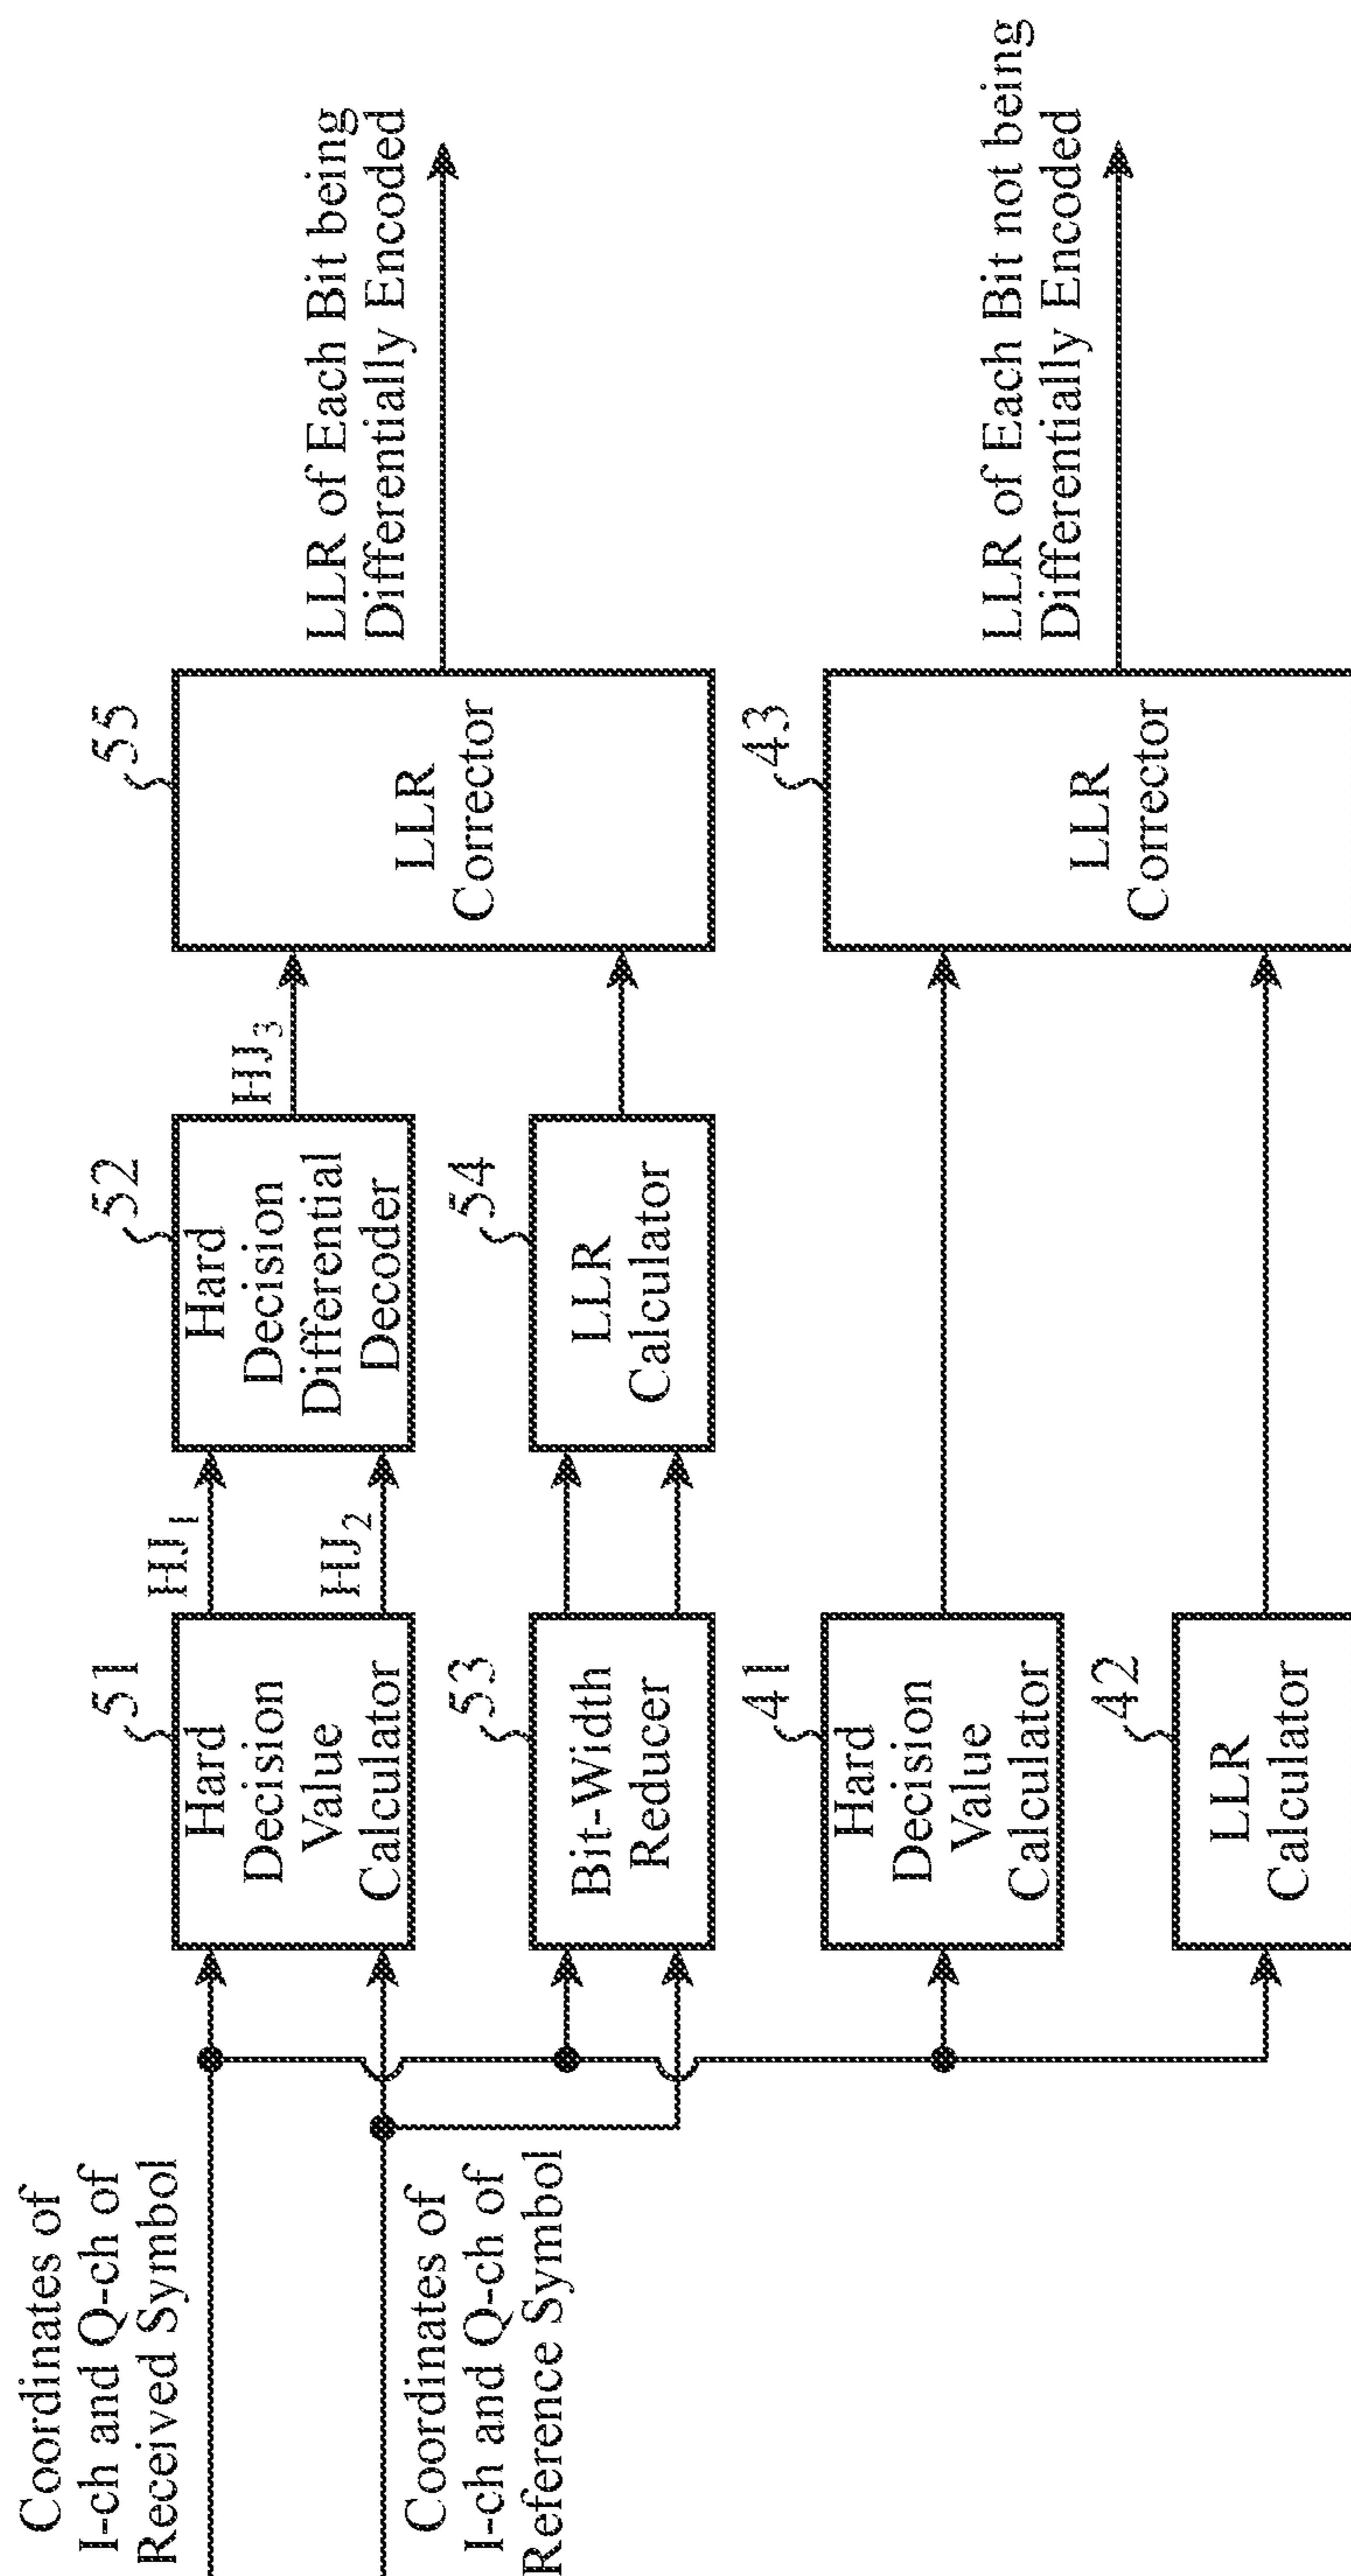 Coordinates of
I-ch and Q-ch of
Received Symbol
Coordinates of
I-ch and Q-ch of
Reference Symbol
51
Hard
Decision
Value
Calculator
HJ1
HJ2
52
Hard
Decision
Differential
Decoder
HJ3
53
Bit-Width
Reducer
54
LLR
Calculator
55
LLR
Corrector
LLR of Each Bit being
Differentially Encoded
41
Hard
Decision
Value
Calculator
42
LLR
Calculator
43
LLR
Corrector
LLR of Each Bit not being
Differentially Encoded